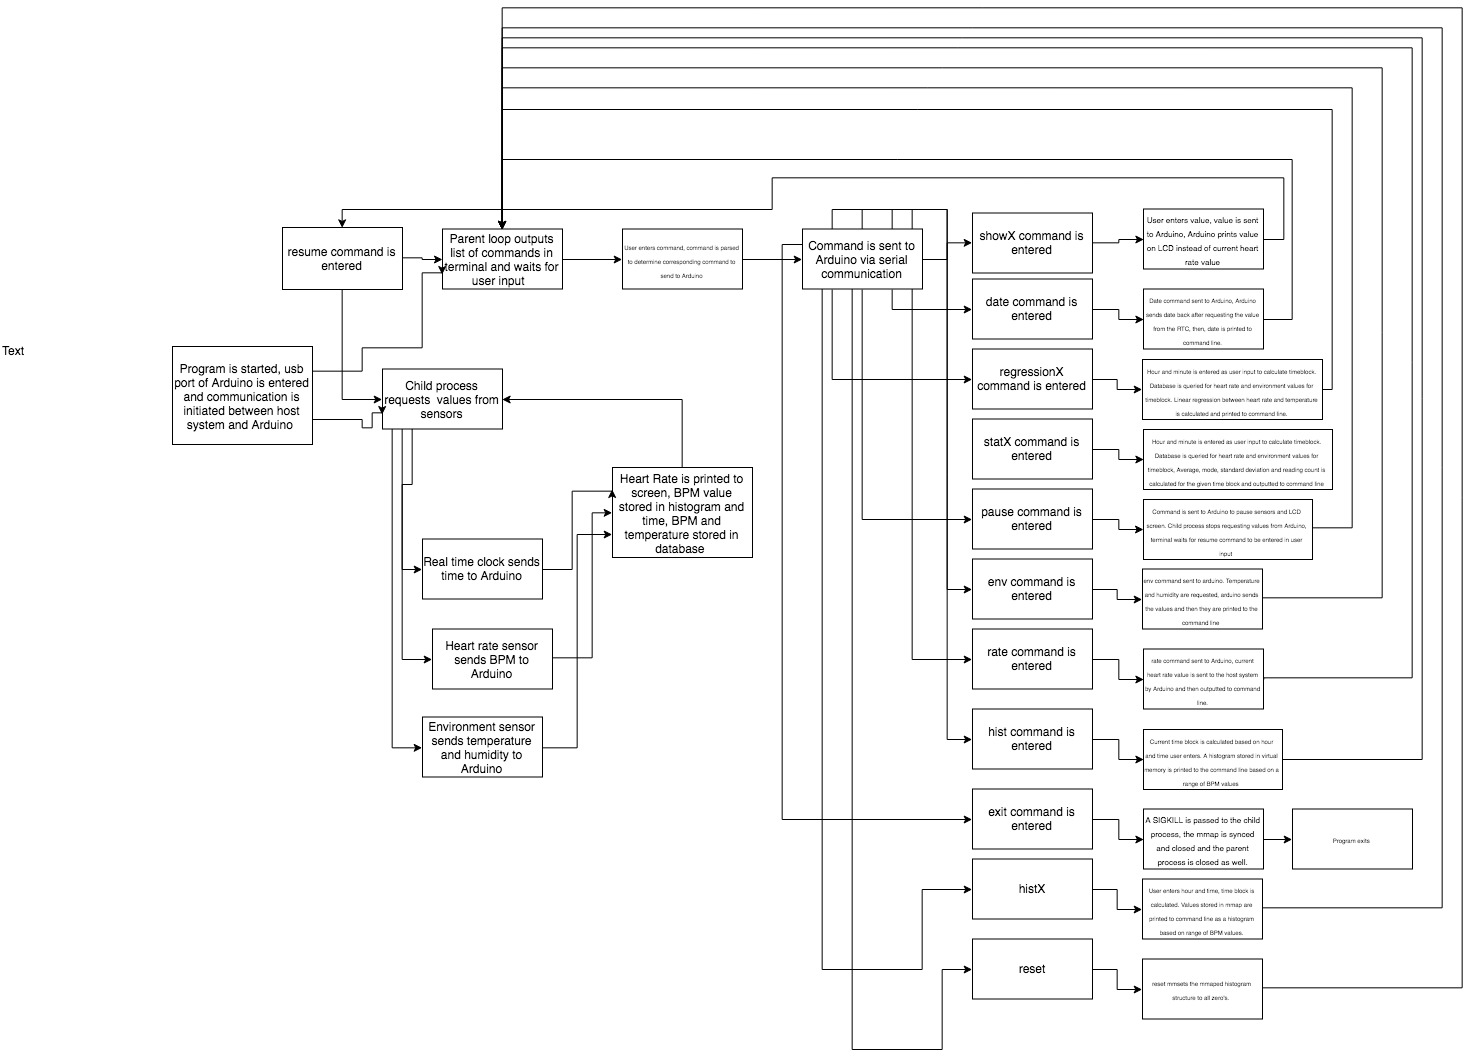 Text
resume command is
entered
Parent loop outputs
list of commands in
terminal and waits for
user input
User enters command, command is parsed
to determine corresponding command to
send to Arduino
Command is sent to
Arduino via serial
communication
Program is started, usb
port of Arduino is entered
and communication is
initiated between host
system and Arduino
Child process
requests values from
sensors
Heart Rate is printed to
screen, BPM value
stored in histogram and
time, BPM and
temperature stored in
database
Real time clock sends
time to Arduino
Heart rate sensor
sends BPM to
Arduino
Environment sensor
sends temperature
and humidity to
Arduino
showX command is
entered
User enters value, value is sent
to Arduino, Arduino prints value
on LCD instead of current heart
rate value
date command is
entered
Date command sent to Arduino, Arduino
sends date back after requesting the value
from the RTC, then, date is printed to
command line.
regressionX
command is entered
Hour and minute is entered as user input to calculate timeblock.
Database is queried for heart rate and environment values for
timeblock. Linear regression between heart rate and temperature
is calculated and printed to command line.
statX command is
entered
Hour and minute is entered as user input to calculate timeblock.
Database is queried for heart rate and environment values for
timeblock, Average, mode, standard deviation and reading count is
calculated for the given time block and outputted to command line
pause command is
entered
Command is sent to Arduino to pause sensors and LCD
screen. Child process stops requesting values from Arduino,
terminal waits for resume command to be entered in user
input
env command is
entered
env command sent to arduino. Temperature
and humidity are requested, arduino sends
the values and then they are printed to the
command line
rate command is
entered
rate command sent to Arduino, current
heart rate value is sent to the host system
by Arduino and then outputted to command
line.
hist command is
entered
Current time block is calculated based on hour
and time user enters. A histogram stored in virtual
memory is printed to the command line based on a
range of BPM values
exit command is
entered
A SIGKILL is passed to the child
process, the mmap is synced
and closed and the parent
process is closed as well.
Program exits
histX
User enters hour and time, time block is
calculated. Values stored in mmap are
printed to command line as a histogram
based on range of BPM values.
reset
reset mmsets the mmaped histogram
structure to all zero's.